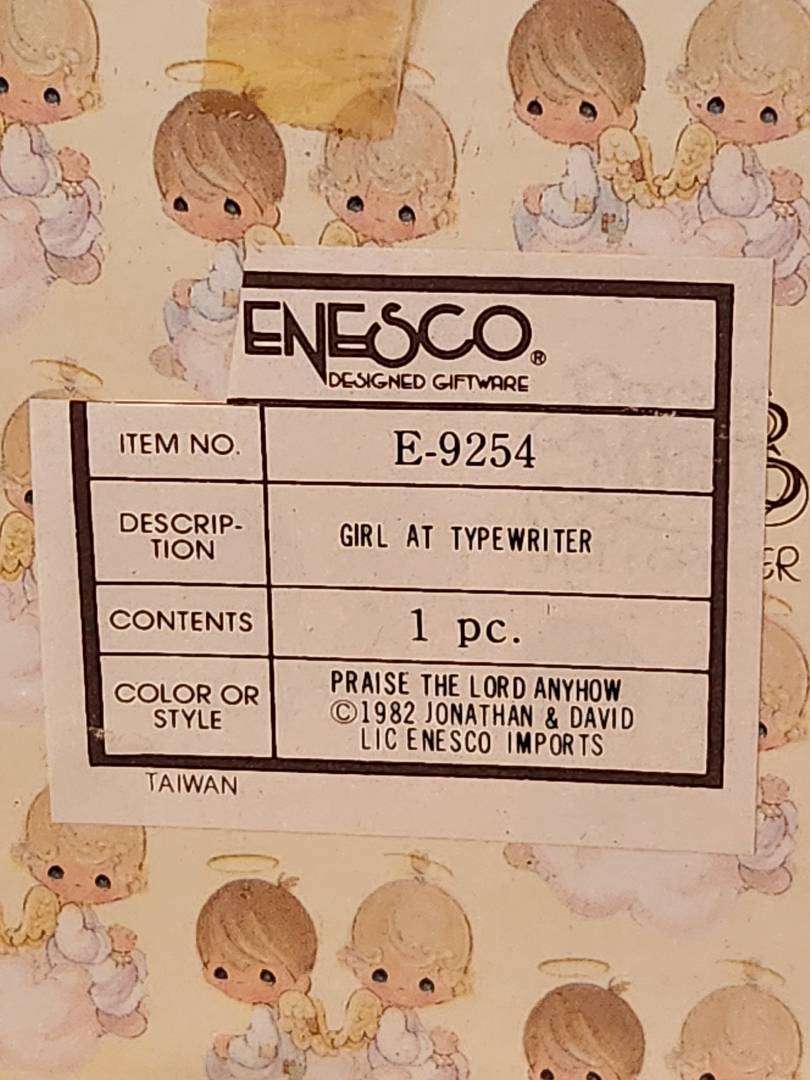 ENESCO®
DESIGNED GIFTWARE
ITEM NO. E-9254
DESCRIP-
TION
GIRL AT TYPEWRITER
CONTENTS 1 pc.
COLOR OR
STYLE
PRAISE THE LORD ANYHOW
©1982 JONATHAN & DAVID
LIC ENESCO IMPORTS
TAIWAN
ER